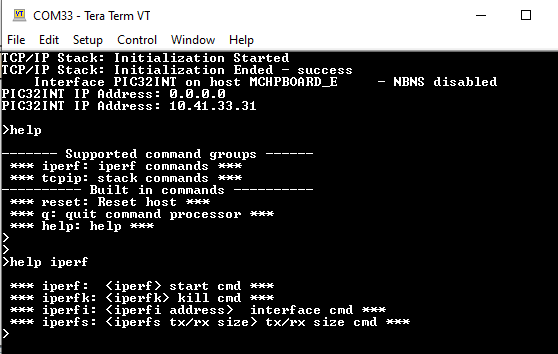 COM33 - Tera Term VT
File Edit Setup Control Window Help
TCP/IP Stack: Initialization Started
TCP/IP Stack: Initialization Ended - success
    Interface PIC32INT on host MCHPBOARD_E     - NBNS disabled
PIC32INT IP Address: 0.0.0.0
PIC32INT IP Address: 10.41.33.31
>help
------- Supported command groups ------
 *** iperf: iperf commands ***
 *** tcpip: stack commands ***
---------- Built in commands ----------
 *** reset: Reset host ***
 *** q: quit command processor ***
 *** help: help ***
>
>
>help iperf
 *** iperf:  <iperf> start cmd ***
 *** iperfk: <iperfk> kill cmd ***
 *** iperfi: <iperfi address>  interface cmd ***
 *** iperfs: <iperfs tx/rx size> tx/rx size cmd ***
>